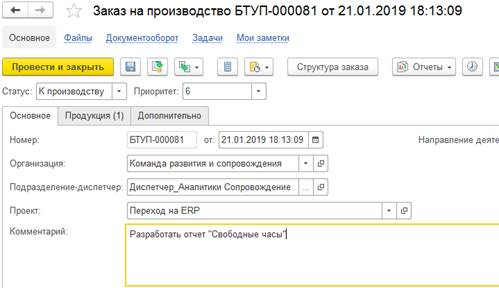 Заказ на производство БТУП-000081 от 21.01.2019 18:13:09
Основное Файлы Документооборот Задачи Мои заметки
Провести и закрыть Структура заказа Отчеты
Статус: К производству Приоритет: 6
Основное Продукция (1) Дополнительно
Номер: БТУП-000081 от: 21.01.2019 18:13:09 Направление деяте
Организация: Команда развития и сопровождения
Подразделение-диспетчер: Диспетчер_Аналитики Сопровождение
Проект: Переход на ERP
Комментарий: Разработать отчет "Свободные часы"